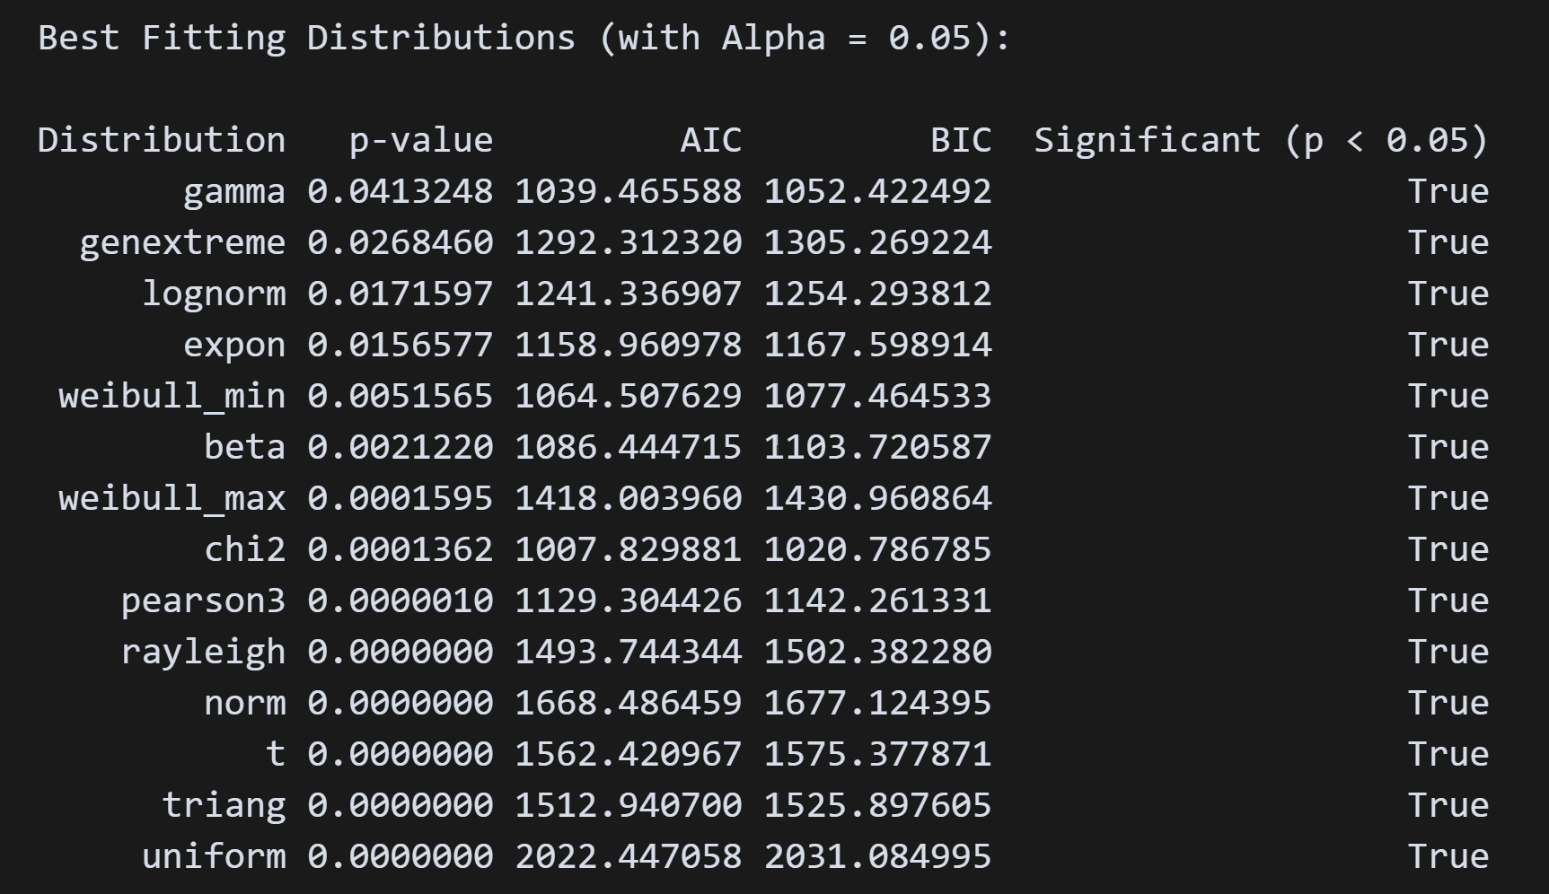 Best Fitting Distributions (with Alpha = 0.05):
Distribution p-value AIC BIC Significant (p < 0.05)
gamma 0.0413248 1039.465588 1052.422492 True
genextreme 0.0268460 1292.312320 1305.269224 True
lognorm 0.0171597 1241.336907 1254.293812 True
expon 0.0156577 1158.960978 1167.598914 True
weibull_min 0.0051565 1064.507629 1077.464533 True
beta 0.0021220 1086.444715 1103.720587 True
weibull_max 0.0001595 1418.003960 1430.960864 True
chi2 0.0001362 1007.829881 1020.786785 True
pearson3 0.0000010 1129.304426 1142.261331 True
rayleigh 0.0000000 1493.744344 1502.382280 True
norm 0.0000000 1668.486459 1677.124395 True
t 0.0000000 1562.420967 1575.377871 True
triang 0.0000000 1512.940700 1525.897605 True
uniform 0.0000000 2022.447058 2031.084995 True